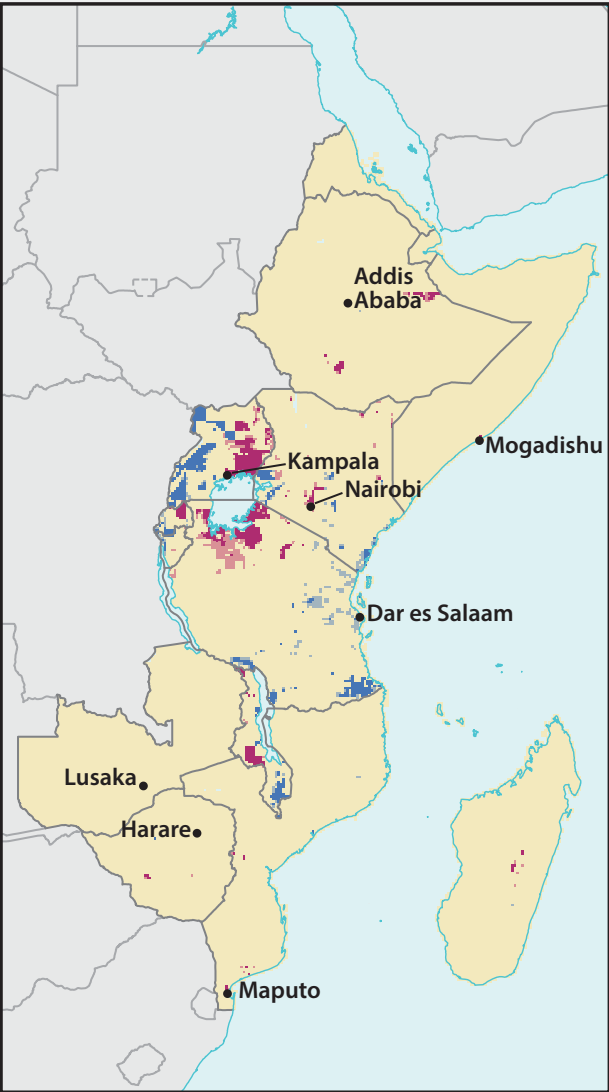 Addis
Ababa
Mogadishu
Kampala
Nairobi
Dar es Salaam
Lusaka
Harare
Maputo